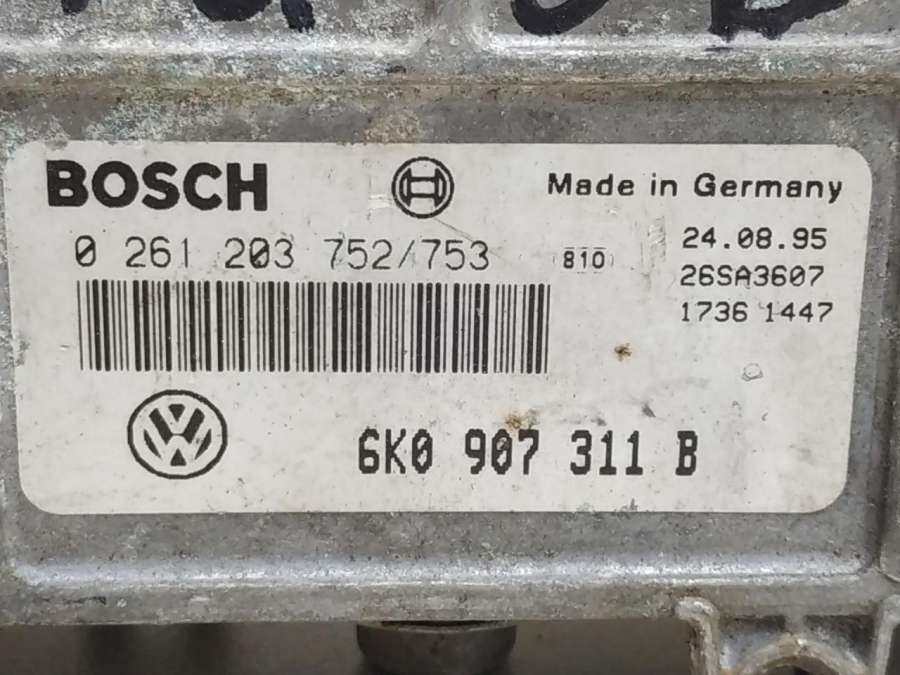 BOSCH
Made in Germany
0 261 203 752/753
810
24.08.95
26SA3607
1736 1447
6K0 907 311 B